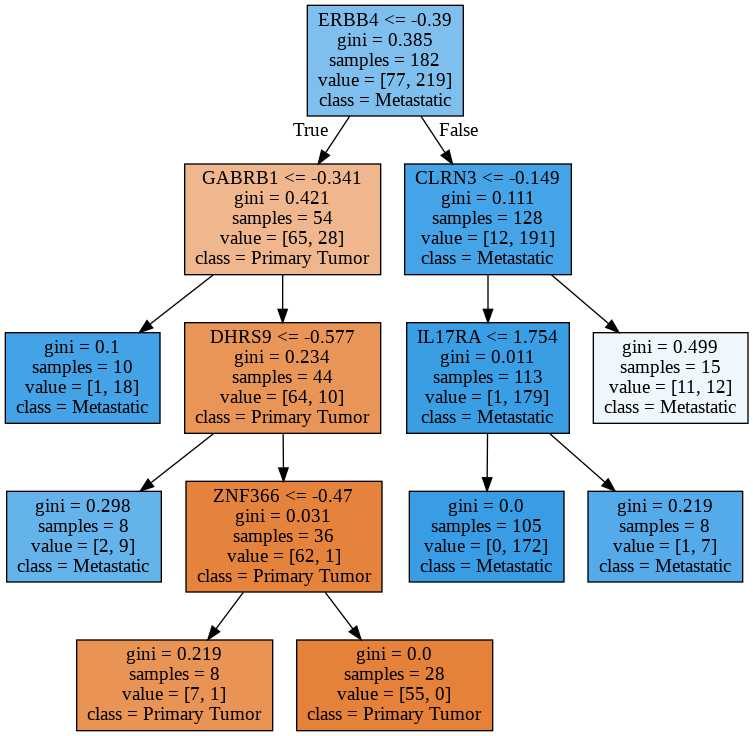 ERBB4 <= -0.39
gini = 0.385
samples = 182
value = [77, 219]
class = Metastatic
True
False
GABRB1 <= -0.341
gini = 0.421
samples = 54
value = [65, 28]
class = Primary Tumor
CLRN3 <= -0.149
gini = 0.111
samples = 128
value = [12, 191]
class = Metastatic
gini = 0.1
samples = 10
value = [1, 18]
class = Metastatic
DHRS9 <= -0.577
gini = 0.234
samples = 44
value = [64, 10]
class = Primary Tumor
IL17RA <= 1.754
gini = 0.011
samples = 113
value = [1, 179]
class = Metastatic
gini = 0.499
samples = 15
value = [11, 12]
class = Metastatic
gini = 0.298
samples = 8
value = [2, 9]
class = Metastatic
ZNF366 <= -0.47
gini = 0.031
samples = 36
value = [62, 1]
class = Primary Tumor
gini = 0.0
samples = 105
value = [0, 172]
class = Metastatic
gini = 0.219
samples = 8
value = [1, 7]
class = Metastatic
gini = 0.219
samples = 8
value = [7, 1]
class = Primary Tumor
gini = 0.0
samples = 28
value = [55, 0]
class = Primary Tumor